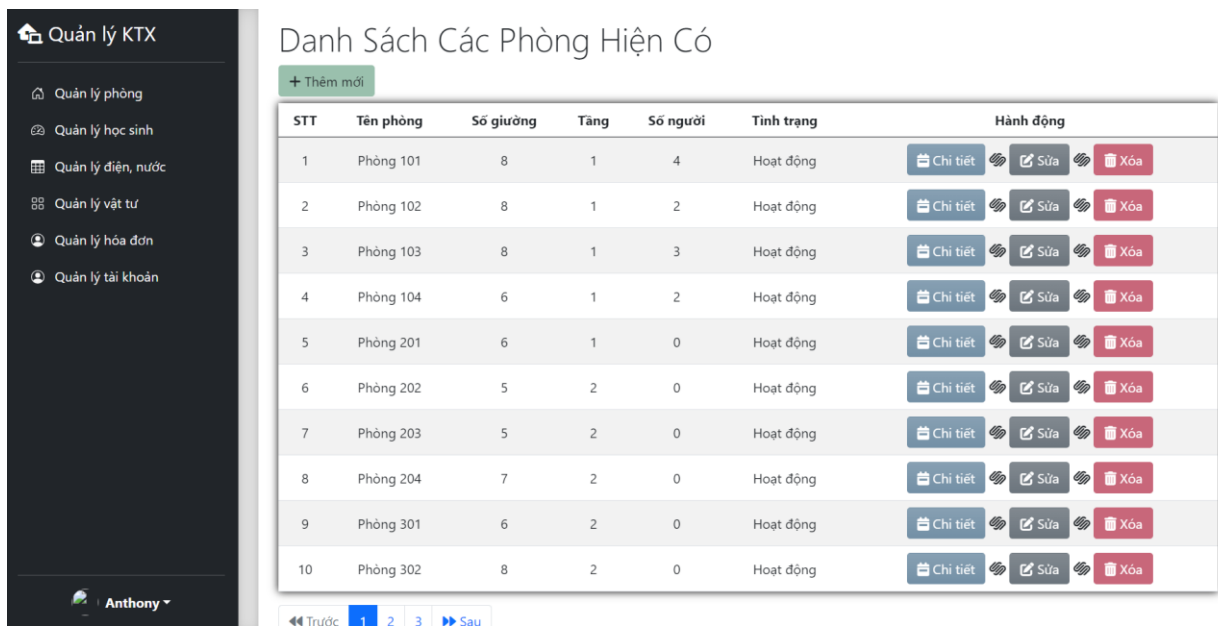 Quản lý KTX
Quản lý phòng
Quản lý học sinh
Quản lý điện, nước
Quản lý vật tư
Quản lý hóa đơn
Quản lý tài khoản
Anthony
Danh Sách Các Phòng Hiện Có
+ Thêm mới
STT Tên phòng Số giường Tầng Số người Tình trạng Hành động
1 Phòng 101 8 1 4 Hoạt động Chi tiết Sửa Xóa
2 Phòng 102 8 1 2 Hoạt động Chi tiết Sửa Xóa
3 Phòng 103 8 1 3 Hoạt động Chi tiết Sửa Xóa
4 Phòng 104 6 1 2 Hoạt động Chi tiết Sửa Xóa
5 Phòng 201 6 1 0 Hoạt động Chi tiết Sửa Xóa
6 Phòng 202 5 2 0 Hoạt động Chi tiết Sửa Xóa
7 Phòng 203 5 2 0 Hoạt động Chi tiết Sửa Xóa
8 Phòng 204 7 2 0 Hoạt động Chi tiết Sửa Xóa
9 Phòng 301 6 2 0 Hoạt động Chi tiết Sửa Xóa
10 Phòng 302 8 2 0 Hoạt động Chi tiết Sửa Xóa
Trước 1 2 3 Sau